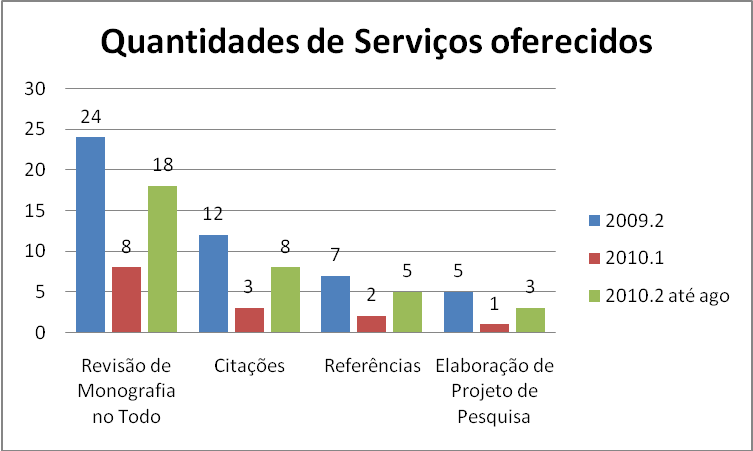 Quantidades de Serviços oferecidos
30
25
20
15
10
5
0
24
8
18
12
3
8
7
2
5
5
1
3
Revisão de
Monografia
no Todo
Citações
Referências
Elaboração de
Projeto de
Pesquisa
2009.2
2010.1
2010.2 até ago